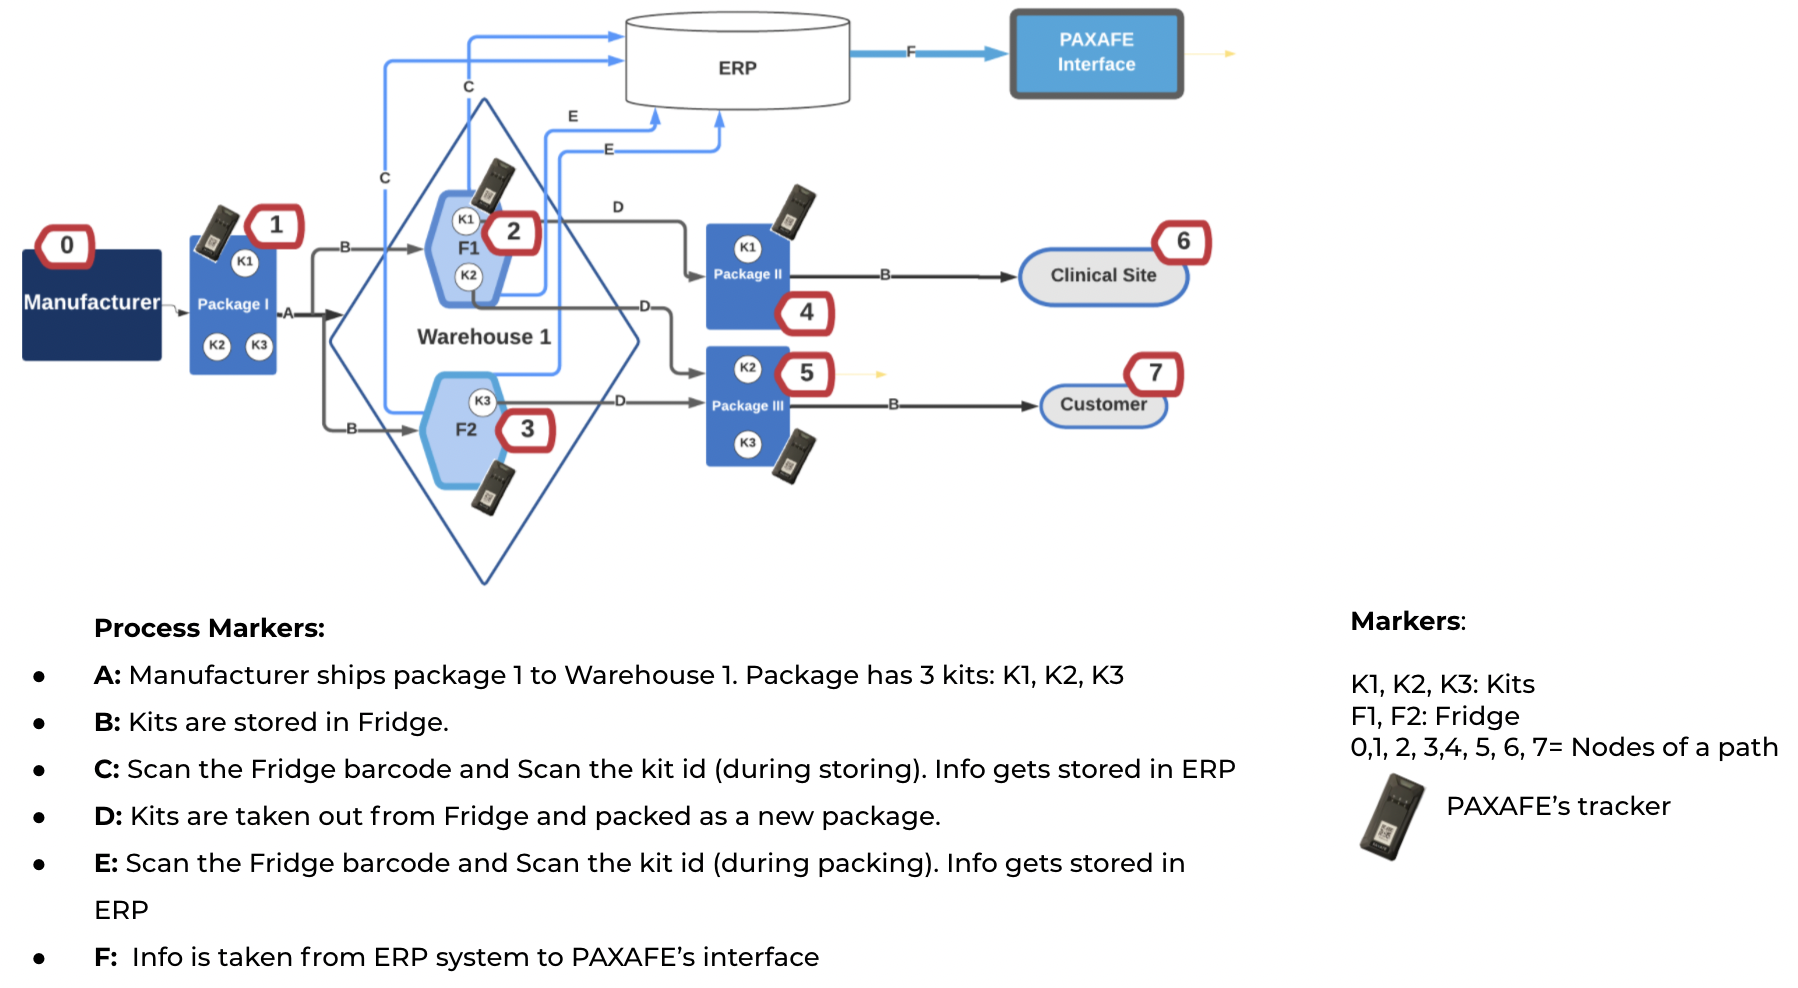 PAXAFE
Interface
ERP
F
C
E
E
C
K1
F1
K2
2
D
K1
Package II
4
B
6
Clinical Site
0
Manufacturer
1
K1
Package I
K2
K3
A
B
B
D
Warehouse 1
K3
F2
3
D
K2
5
Package III
K3
B
7
Customer
Process Markers:
● A: Manufacturer ships package 1 to Warehouse 1. Package has 3 kits: K1, K2, K3
● B: Kits are stored in Fridge.
● C: Scan the Fridge barcode and Scan the kit id (during storing). Info gets stored in ERP
● D: Kits are taken out from Fridge and packed as a new package.
● E: Scan the Fridge barcode and Scan the kit id (during packing). Info gets stored in
ERP
● F: Info is taken from ERP system to PAXAFE’s interface
Markers:
K1, K2, K3: Kits
F1, F2: Fridge
0,1, 2, 3,4, 5, 6, 7= Nodes of a path
PAXAFE’s tracker